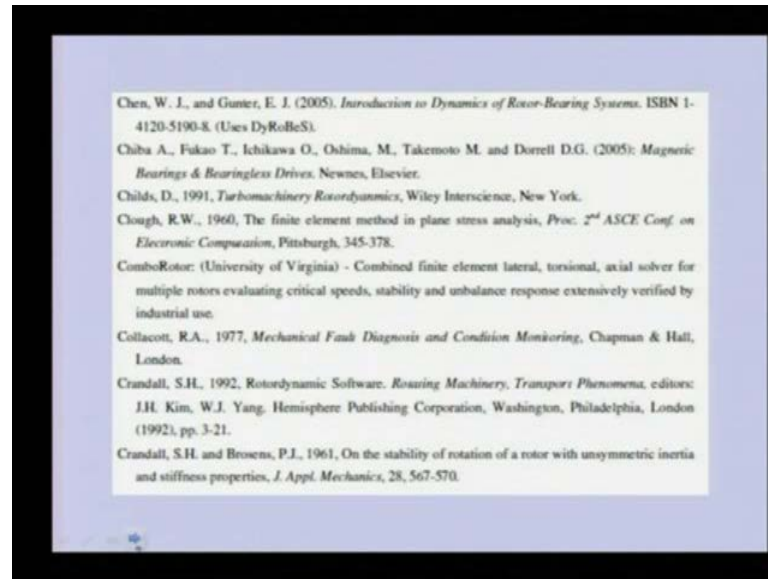 Chen, W. J., and Gunter, E. J. (2005). Introduction to Dynamics of Rotor-Bearing Systems. ISBN 1-
4120-5190-8. (Uses DyRoBeS).
Chiba A., Fukao T., Ichikawa O., Oshima, M., Takemoto M. and Dorrell D.G. (2005): Magnetic
Bearings & Bearingless Drives. Newnes, Elsevier.
Childs, D., 1991, Turbomachinery Rotordyanmics, Wiley Interscience, New York.
Clough, R.W., 1960, The finite element method in plane stress analysis, Proc. 2nd ASCE Conf. on
Electronic Computation, Pittsburgh, 345-378.
ComboRotor: (University of Virginia) - Combined finite element lateral, torsional, axial solver for
multiple rotors evaluating critical speeds, stability and unbalance response extensively verified by
industrial use.
Collacott, R.A., 1977, Mechanical Fault Diagnosis and Condition Monitoring, Chapman & Hall,
London.
Crandall, S.H., 1992, Rotordynamic Software. Rotating Machinery, Transport Phenomena, editors:
J.H. Kim, W.J. Yang. Hemisphere Publishing Corporation, Washington, Philadelphia, London
(1992), pp. 3-21.
Crandall, S.H. and Brosens, P.J., 1961, On the stability of rotation of a rotor with unsymmetric inertia
and stiffness properties, J. Appl. Mechanics, 28, 567-570.